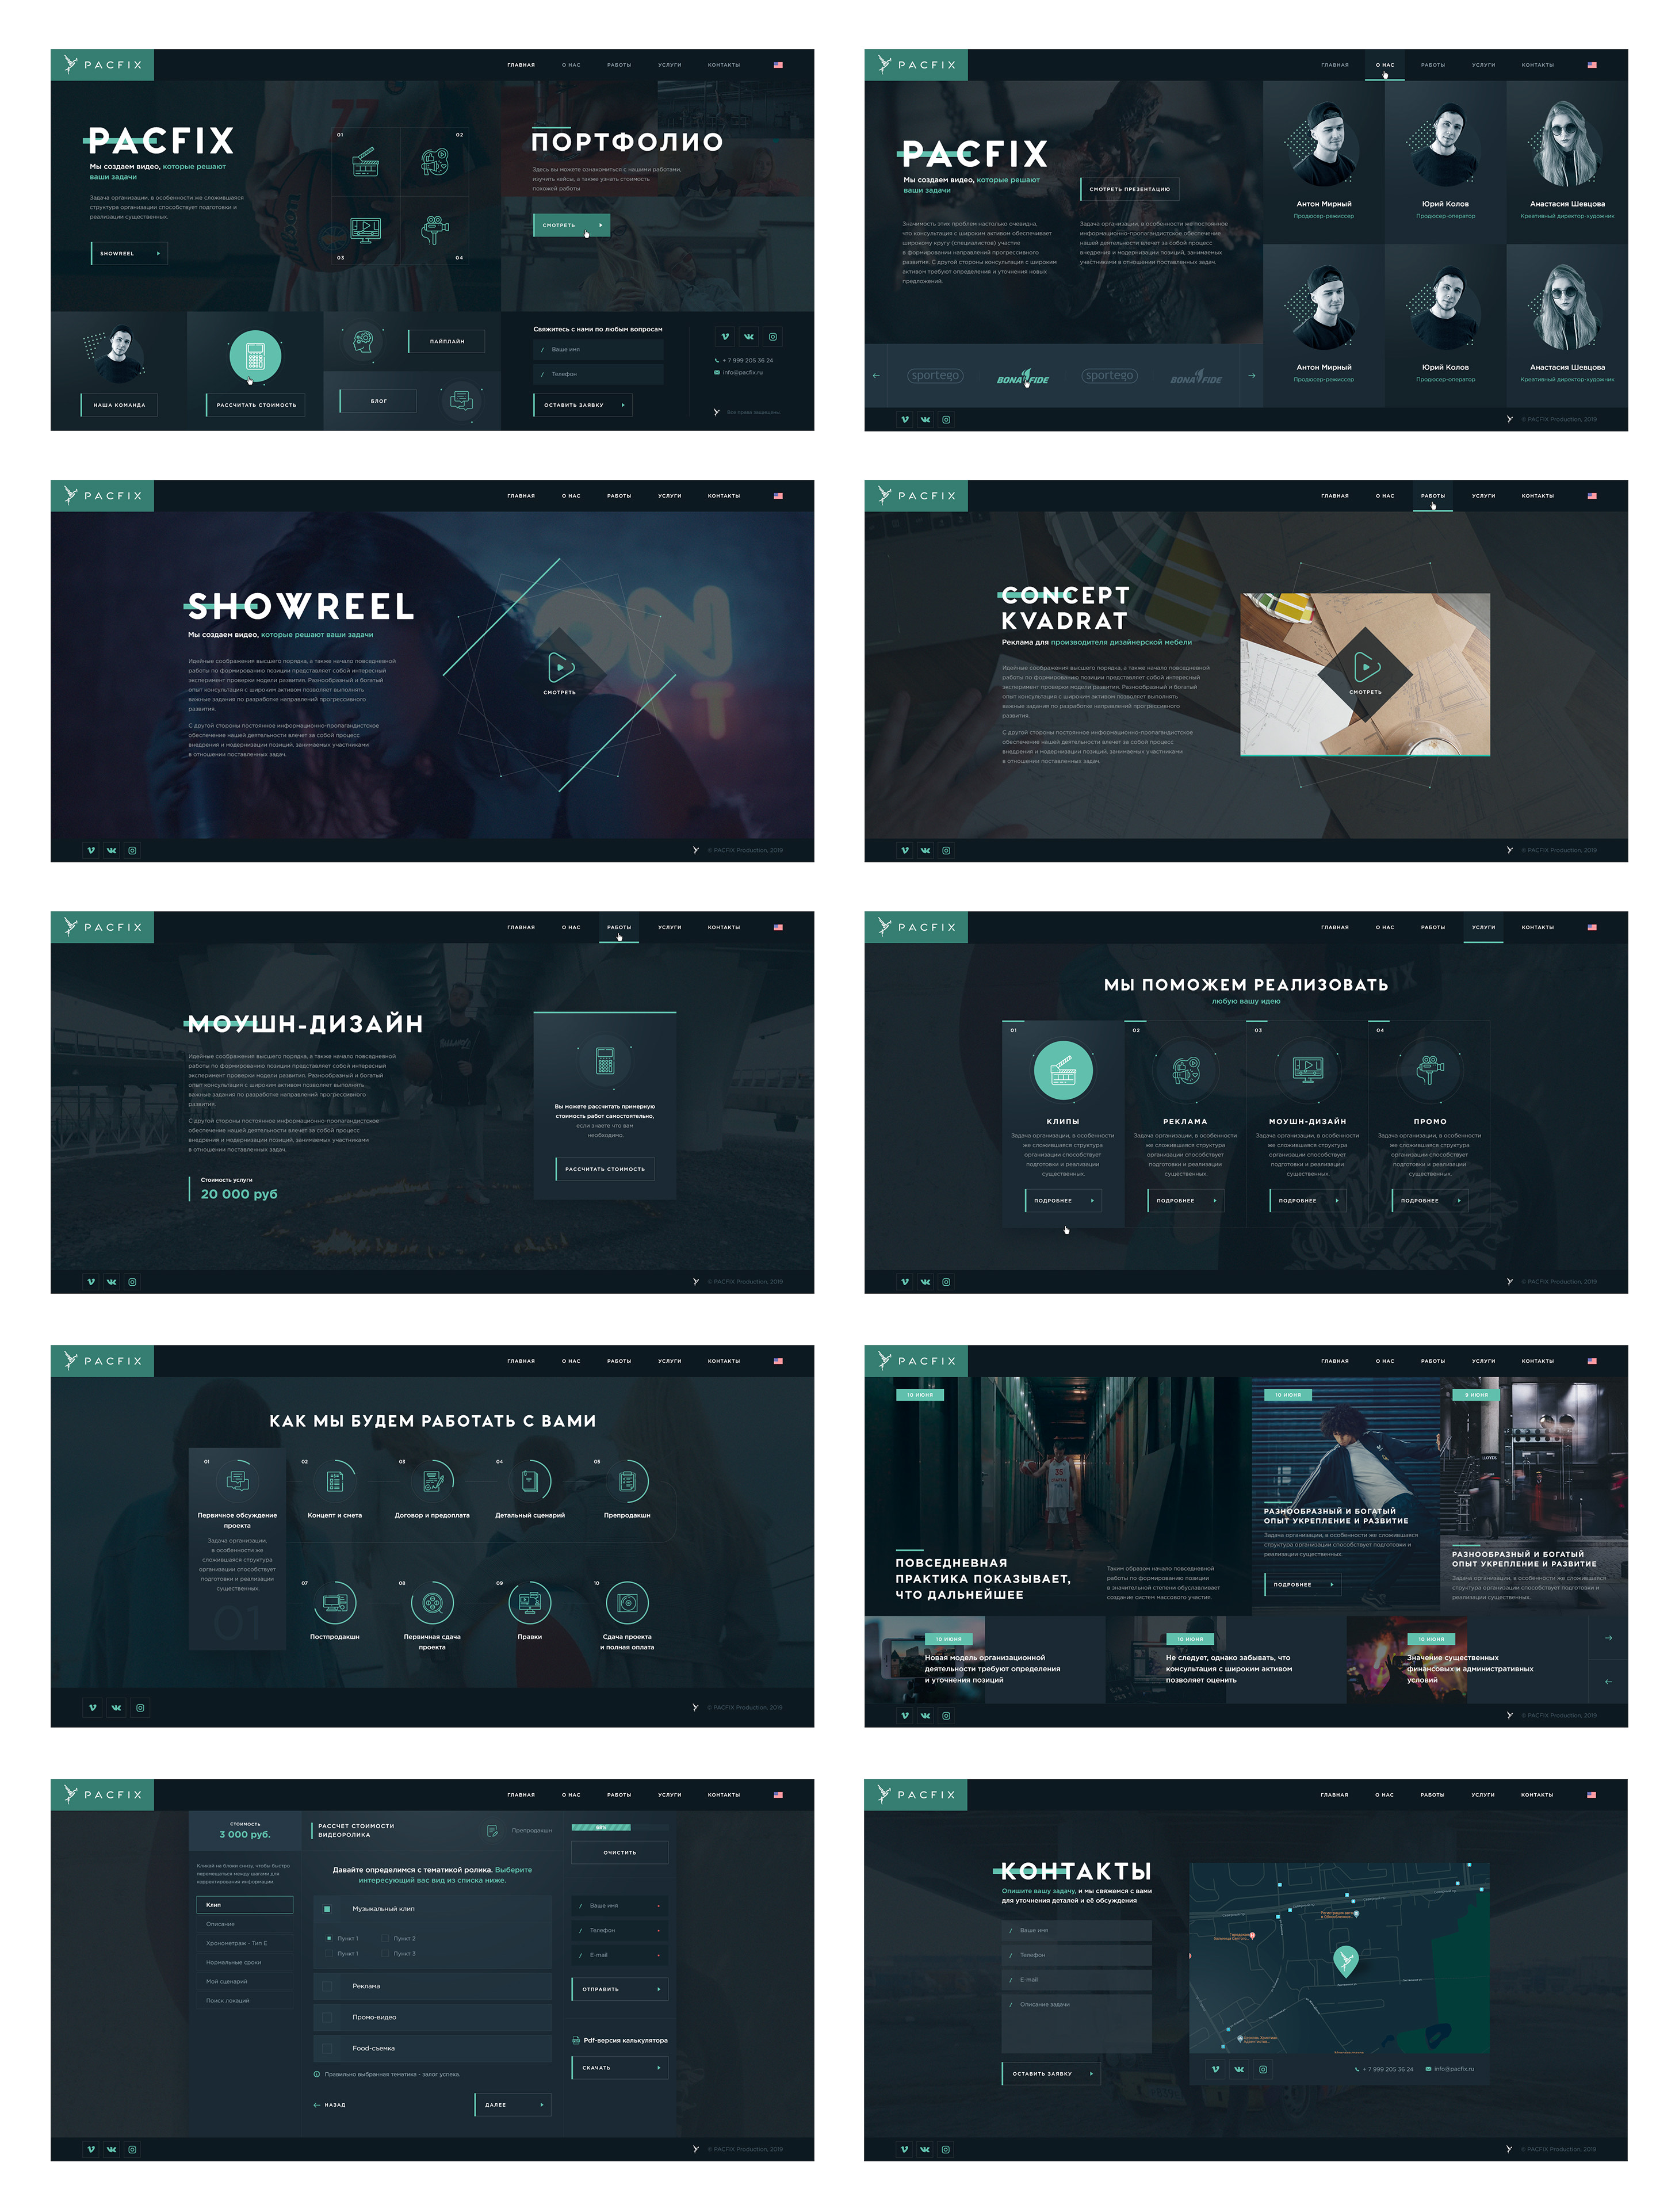 PACFIX
ГЛАВНАЯ
О НАС
РАБОТЫ
УСЛУГИ
КОНТАКТЫ
PACFIX
Мы создаем видео, которые решают
ваши задачи
Задача организации, в особенности же сложившаяся
структура организации способствует подготовки и
реализации существенных.
SHOWREEL
01
02
03
04
ПОРТФОЛИО
Здесь вы можете ознакомиться с нашими работами,
изучить кейсы, а также узнать стоимость
похожей работы
СМОТРЕТЬ
НАША КОМАНДА
РАССЧИТАТЬ СТОИМОСТЬ
ПАЙПЛАЙН
БЛОГ
Свяжитесь с нами по любым вопросам
/ Ваше имя
/ Телефон
ОСТАВИТЬ ЗАЯВКУ
+ 7 999 205 36 24
info@pacfix.ru
Все права защищены
PACFIX
ГЛАВНАЯ
О НАС
РАБОТЫ
УСЛУГИ
КОНТАКТЫ
PACFIX
Мы создаем видео, которые решают
ваши задачи
СМОТРЕТЬ ПРЕЗЕНТАЦИЮ
Значимость этих проблем настолько очевидна,
что консультация с широким активом обеспечивает
широкому кругу (специалистов) участие
в формировании направлений прогрессивного
развития. С другой стороны консультация с широким
активом требуют определения и уточнения новых
предложений.
Задача организации, в особенности же постоянное
информационно-пропагандистское обеспечение
нашей деятельности влечет за собой процесс
внедрения и модернизации позиций, занимаемых
участниками в отношении поставленных задач.
sportego
BONA FIDE
sportego
BONA FIDE
Антон Мирный
Продюсер-режиссер
Юрий Колов
Продюсер-оператор
Анастасия Шевцова
Креативный директор-художник
Антон Мирный
Продюсер-режиссер
Юрий Колов
Продюсер-оператор
Анастасия Шевцова
Креативный директор-художник
© PACFIX Production, 2019
PACFIX
ГЛАВНАЯ
О НАС
РАБОТЫ
УСЛУГИ
КОНТАКТЫ
SHOWREEL
Мы создаем видео, которые решают ваши задачи
Идейные соображения высшего порядка, а также начало повседневной
работы по формированию позиции представляет собой интересный
эксперимент проверки модели развития. Разнообразный и богатый
опыт консультация с широким активом позволяет выполнять
важные задания по разработке направлений прогрессивного
развития.
С другой стороны постоянное информационно-пропагандистское
обеспечение нашей деятельности влечет за собой процесс
внедрения и модернизации позиций, занимаемых участниками
в отношении поставленных задач.
СМОТРЕТЬ
© PACFIX Production, 2019
PACFIX
ГЛАВНАЯ
О НАС
РАБОТЫ
УСЛУГИ
КОНТАКТЫ
CONCEPT
KVADRAT
Реклама для производителя дизайнерской мебели
Идейные соображения высшего порядка, а также начало повседневной
работы по формированию позиции представляет собой интересный
эксперимент проверки модели развития. Разнообразный и богатый
опыт консультация с широким активом позволяет выполнять
важные задания по разработке направлений прогрессивного
развития.
С другой стороны постоянное информационно-пропагандистское
обеспечение нашей деятельности влечет за собой процесс
внедрения и модернизации позиций, занимаемых участниками
в отношении поставленных задач.
СМОТРЕТЬ
© PACFIX Production, 2019
PACFIX
ГЛАВНАЯ
О НАС
РАБОТЫ
УСЛУГИ
КОНТАКТЫ
МОУШН-ДИЗАЙН
Идейные соображения высшего порядка, а также начало повседневной
работы по формированию позиции представляет собой интересный
эксперимент проверки модели развития. Разнообразный и богатый
опыт консультация с широким активом позволяет выполнять
важные задания по разработке направлений прогрессивного
развития.
С другой стороны постоянное информационно-пропагандистское
обеспечение нашей деятельности влечет за собой процесс
внедрения и модернизации позиций, занимаемых участниками
в отношении поставленных задач.
Стоимость услуги
20 000 руб
Вы можете рассчитать примерную
стоимость работ самостоятельно,
если знаете что вам
необходимо.
РАССЧИТАТЬ СТОИМОСТЬ
© PACFIX Production, 2019
PACFIX
ГЛАВНАЯ
О НАС
РАБОТЫ
УСЛУГИ
КОНТАКТЫ
МЫ ПОМОЖЕМ РЕАЛИЗОВАТЬ
любую вашу идею
01
КЛИПЫ
Задача организации, в особенности
же сложившаяся структура
организации способствует
подготовки и реализации
существенных.
ПОДРОБНЕЕ
02
РЕКЛАМА
Задача организации, в особенности
же сложившаяся структура
организации способствует
подготовки и реализации
существенных.
ПОДРОБНЕЕ
03
МОУШН-ДИЗАЙН
Задача организации, в особенности
же сложившаяся структура
организации способствует
подготовки и реализации
существенных.
ПОДРОБНЕЕ
04
ПРОМО
Задача организации, в особенности
же сложившаяся структура
организации способствует
подготовки и реализации
существенных.
ПОДРОБНЕЕ
© PACFIX Production, 2019
PACFIX
ГЛАВНАЯ
О НАС
РАБОТЫ
УСЛУГИ
КОНТАКТЫ
КАК МЫ БУДЕМ РАБОТАТЬ С ВАМИ
01
Первичное обсуждение
проекта
Задача организации,
в особенности же
сложившаяся структура
организации способствует
подготовки и реализации
существенных.
01
02
Концепт и смета
03
Договор и предоплата
04
Детальный сценарий
05
Препродакшн
07
Постпродакшн
08
Первичная сдача
проекта
09
Правки
10
Сдача проекта
и полная оплата
© PACFIX Production, 2019
PACFIX
ГЛАВНАЯ
О НАС
РАБОТЫ
УСЛУГИ
КОНТАКТЫ
10 ИЮНЯ
ПОВСЕДНЕВНАЯ
ПРАКТИКА ПОКАЗЫВАЕТ,
ЧТО ДАЛЬНЕЙШЕЕ
Таким образом начало повседневной
работы по формированию позиции
в значительной степени обуславливает
создание систем массового участия.
10 ИЮНЯ
РАЗНООБРАЗНЫЙ И БОГАТЫЙ
ОПЫТ УКРЕПЛЕНИЕ И РАЗВИТИЕ
Задача организации, в особенности же сложившаяся
структура организации способствует подготовки и
реализации существенных.
ПОДРОБНЕЕ
9 ИЮНЯ
РАЗНООБРАЗНЫЙ И БОГАТЫЙ
ОПЫТ УКРЕПЛЕНИЕ И РАЗВИТИЕ
Задача организации, в особенности же сложившаяся
структура организации способствует подготовки и
реализации существенных.
10 ИЮНЯ
Новая модель организационной
деятельности требуют определения
и уточнения позиций
10 ИЮНЯ
Не следует, однако забывать, что
консультация с широким активом
позволяет оценить
10 ИЮНЯ
Значение существенных
финансовых и административных
условий
© PACFIX Production, 2019
PACFIX
ГЛАВНАЯ
О НАС
РАБОТЫ
УСЛУГИ
КОНТАКТЫ
СТОИМОСТЬ
3 000 руб.
Кликай на блоки снизу, чтобы быстро
перемещаться между шагами для
корректирования информации
Клип
Описание
Хронометраж - Тип Е
Нормальные сроки
Мой сценарий
Поиск локаций
РАССЧЕТ СТОИМОСТИ
ВИДЕОРОЛИКА
Препродакшн
Давайте определимся с тематикой ролика. Выберите
интересующий вас вид из списка ниже.
Музыкальный клип
Пункт 1
Пункт 2
Пункт 1
Пункт 3
Реклама
Промо-видео
Food-съемка
Правильно выбранная тематика - залог успеха.
НАЗАД
ДАЛЕЕ
ОЧИСТИТЬ
/ Ваше имя
/ Телефон
/ E-mail
ОТПРАВИТЬ
Pdf-версия калькулятора
СКАЧАТЬ
© PACFIX Production, 2019
PACFIX
ГЛАВНАЯ
О НАС
РАБОТЫ
УСЛУГИ
КОНТАКТЫ
КОНТАКТЫ
Опишите вашу задачу, и мы свяжемся с вами
для уточнения деталей и её обсуждения
/ Ваше имя
/ Телефон
/ E-mail
/ Описание задачи
ОСТАВИТЬ ЗАЯВКУ
+ 7 999 205 36 24
info@pacfix.ru
© PACFIX Production, 2019